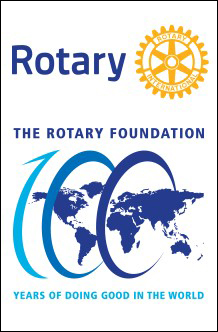 Rotary
ROTARY
INTERNATIONAL
THE ROTARY FOUNDATION
100
YEARS OF DOING GOOD IN THE WORLD